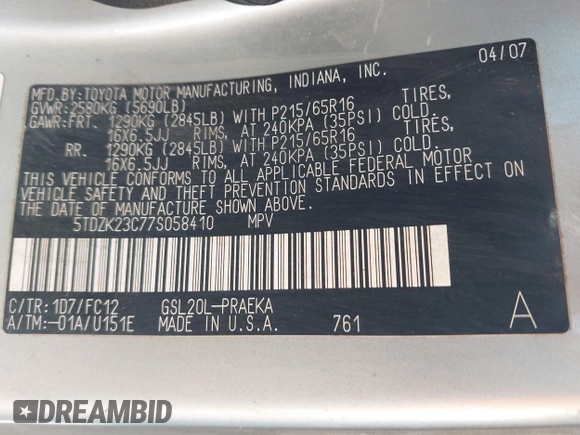 04/07
MFD.BY:TOYOTA MOTOR MANUFACTURING, INDIANA, INC.
GVWR:2580KG (5690LB)
GAWR:FRT. 1290KG (2845LB) WITH P215/65R16 TIRES,
16X6.5JJ RIMS, AT 240KPA (35PSI) COLD.
RR. 1290KG (2845LB) WITH P215/65R16 TIRES,
16X6.5JJ RIMS, AT 240KPA (35PSI) COLD.
THIS VEHICLE CONFORMS TO ALL APPLICABLE FEDERAL MOTOR
VEHICLE SAFETY AND THEFT PREVENTION STANDARDS IN EFFECT
ON THE DATE OF MANUFACTURE SHOWN ABOVE.
5TDZK23C77S058410 MPV
C/TR:1D7/FC12 GSL20L-PRAEKA
A/TM:-01A/U151E MADE IN U.S.A. 761 A
DREAMBID